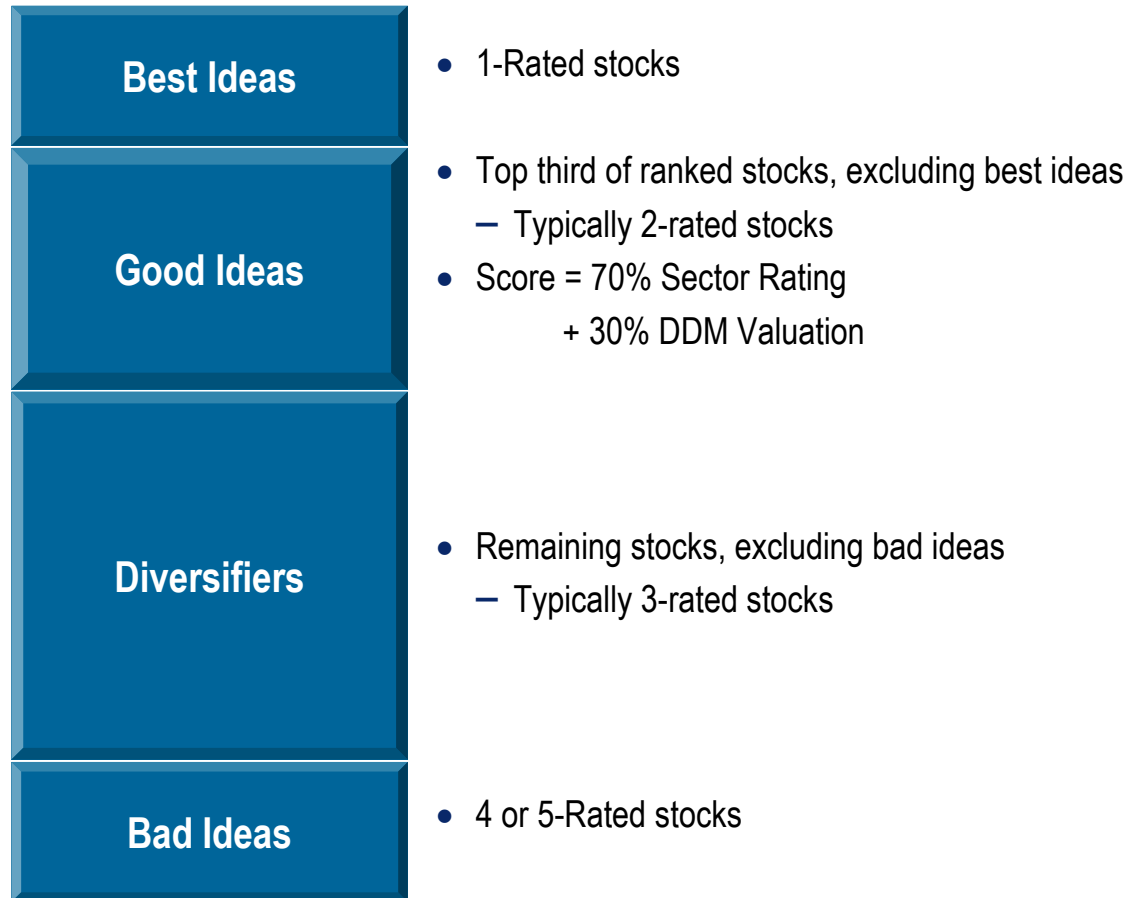 Best Ideas
• 1-Rated stocks
Good Ideas
• Top third of ranked stocks, excluding best ideas
– Typically 2-rated stocks
• Score = 70% Sector Rating
+ 30% DDM Valuation
Diversifiers
• Remaining stocks, excluding bad ideas
– Typically 3-rated stocks
Bad Ideas
• 4 or 5-Rated stocks